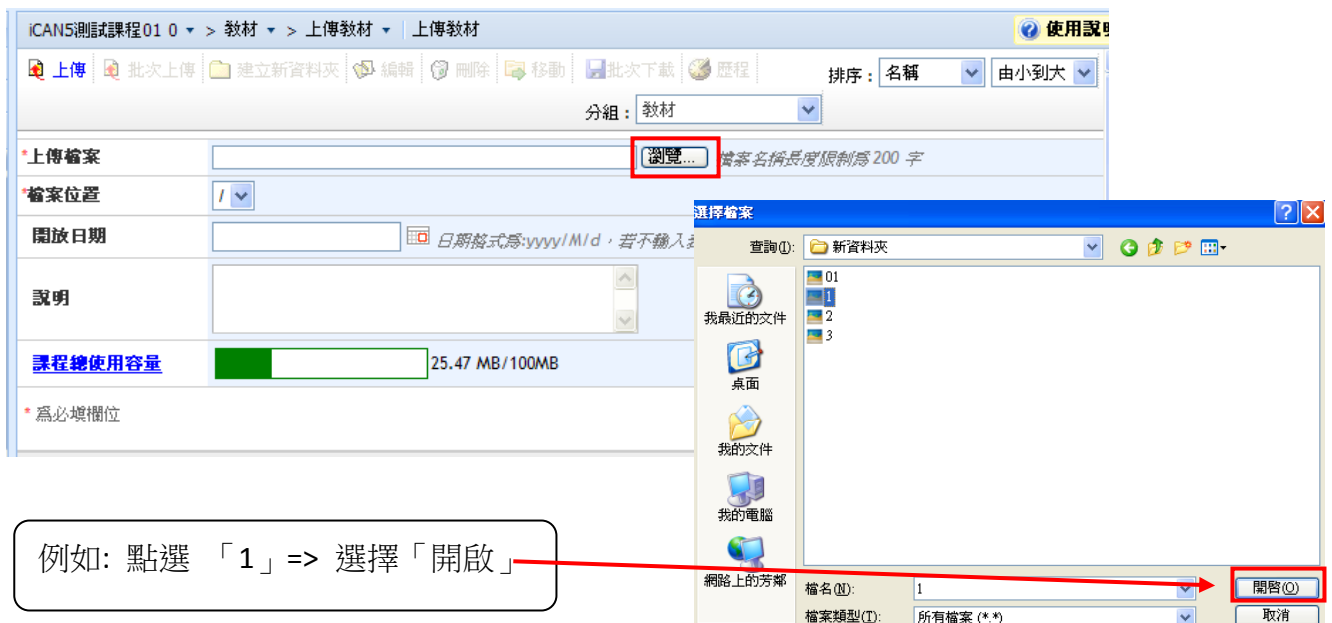 iCAN5測試課程01 0 > 教材 > 上傳教材 上傳教材
使用說
上傳 批次上傳 建立新資料夾 編輯 刪除 移動 批次下載 歷程
排序：名稱 由小到大
分組：教材
*上傳檔案 瀏覽... 檔案名稱長度限制為 200 字
*檔案位置 /
開放日期 日期格式為:yyyy/M/d，若不輸入
說明
課程總使用容量 25.47 MB/100MB
* 為必填欄位
選擇檔案
查詢(I): 新資料夾
01
1
2
3
我最近的文件
桌面
我的文件
我的電腦
網路上的芳鄰
檔名(N): 1 開啓(O)
檔案類型(T): 所有檔案 (*.*) 取消
例如: 點選 「1」=> 選擇「開啟」